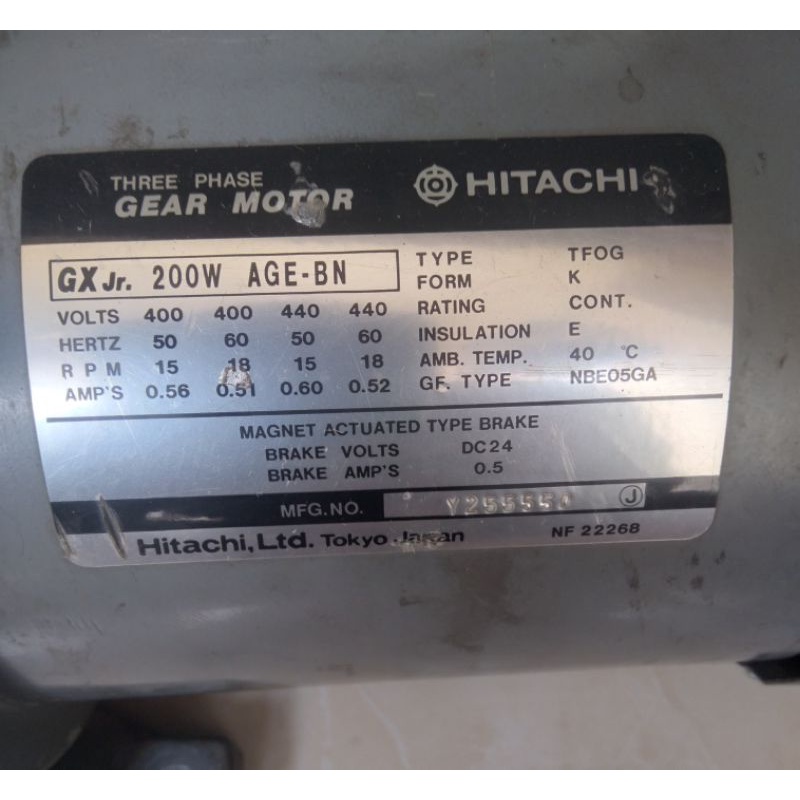 THREE PHASE
GEAR MOTOR
HITACHI
GX Jr. 200W AGE-BN
VOLTS 400 400 440 440
HERTZ 50 60 50 60
RPM 15 18 15 18
AMP'S 0.56 0.51 0.60 0.52
TYPE TFOG
FORM K
RATING CONT.
INSULATION E
AMB. TEMP. 40 °C
GF. TYPE NBE05GA
MAGNET ACTUATED TYPE BRAKE
BRAKE VOLTS DC24
BRAKE AMP'S 0.5
MFG.NO. J
Hitachi, Ltd. Tokyo Japan
NF 22268